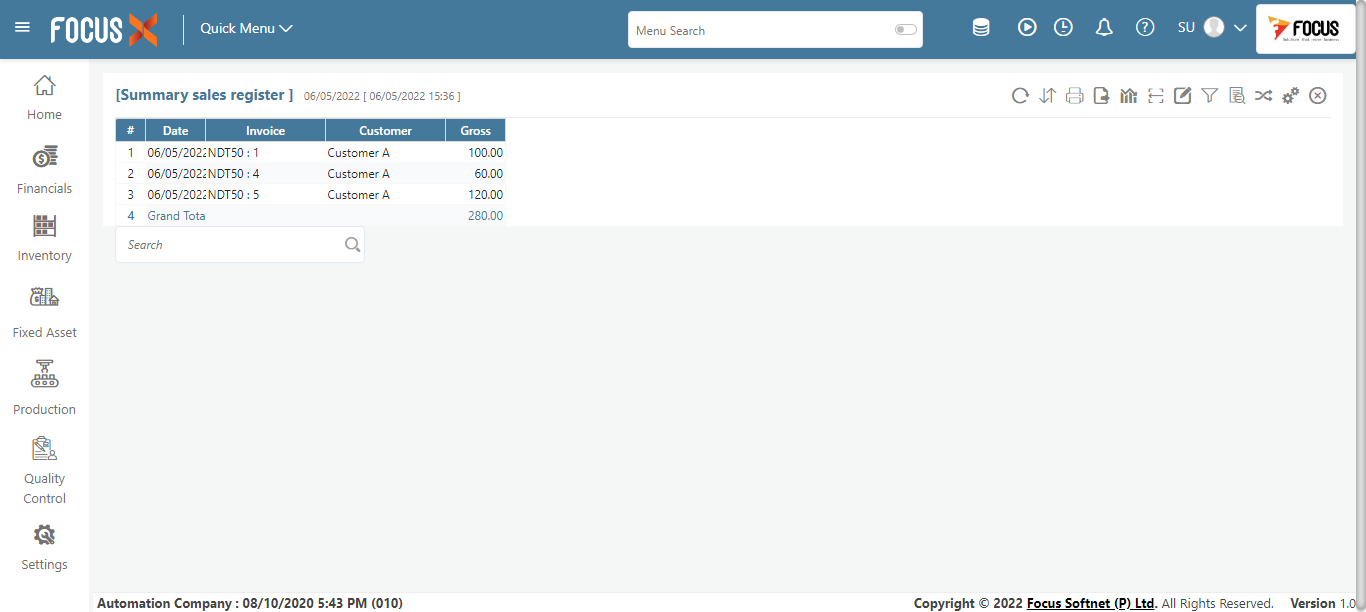 FOCUS X Quick Menu Menu Search SU FOCUS
Home
Financials
Inventory
Fixed Asset
Production
Quality
Control
Settings
[Summary sales register ] 06/05/2022 [ 06/05/2022 15:36 ]
# Date Invoice Customer Gross
1 06/05/2022 NDT50 : 1 Customer A 100.00
2 06/05/2022 NDT50 : 4 Customer A 60.00
3 06/05/2022 NDT50 : 5 Customer A 120.00
4 Grand Tota 280.00
Search
Automation Company : 08/10/2020 5:43 PM (010) Copyright © 2022 Focus Softnet (P) Ltd. All Rights Reserved. Version 1.0